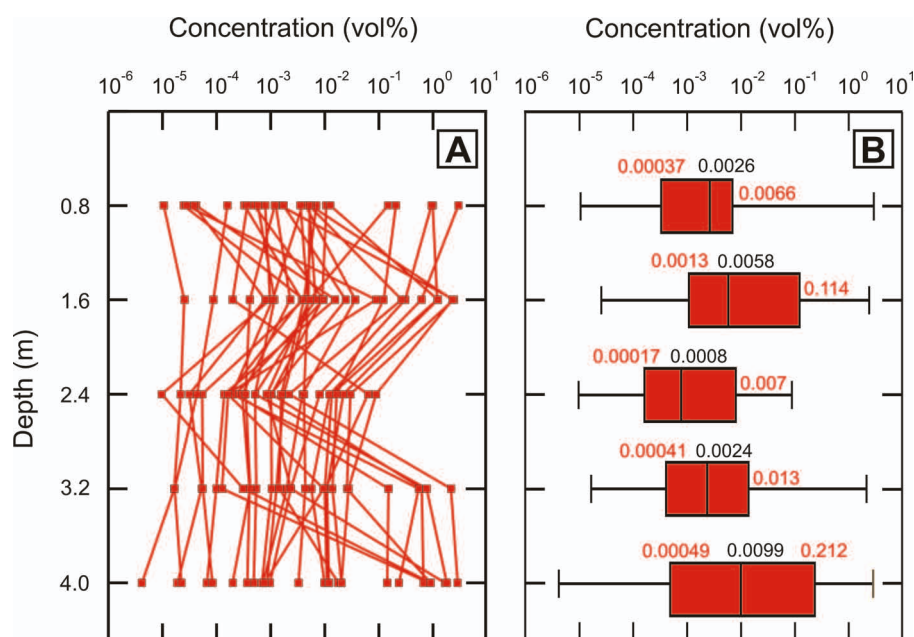 Concentration (vol%) Concentration (vol%)
10⁻⁶ 10⁻⁵ 10⁻⁴ 10⁻³ 10⁻² 10⁻¹ 10⁰ 10¹ 10⁻⁶ 10⁻⁵ 10⁻⁴ 10⁻³ 10⁻² 10⁻¹ 10⁰ 10¹
A B
0.00037 0.0026
0.8 0.0066
0.0013 0.0058
1.6 0.114
Depth (m)
0.00017 0.0008
2.4 0.007
0.00041 0.0024
3.2 0.013
0.00049 0.0099 0.212
4.0